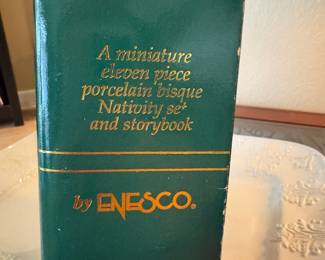 A miniature
eleven piece
porcelain bisque
Nativity set
and storybook
by ENESCO®